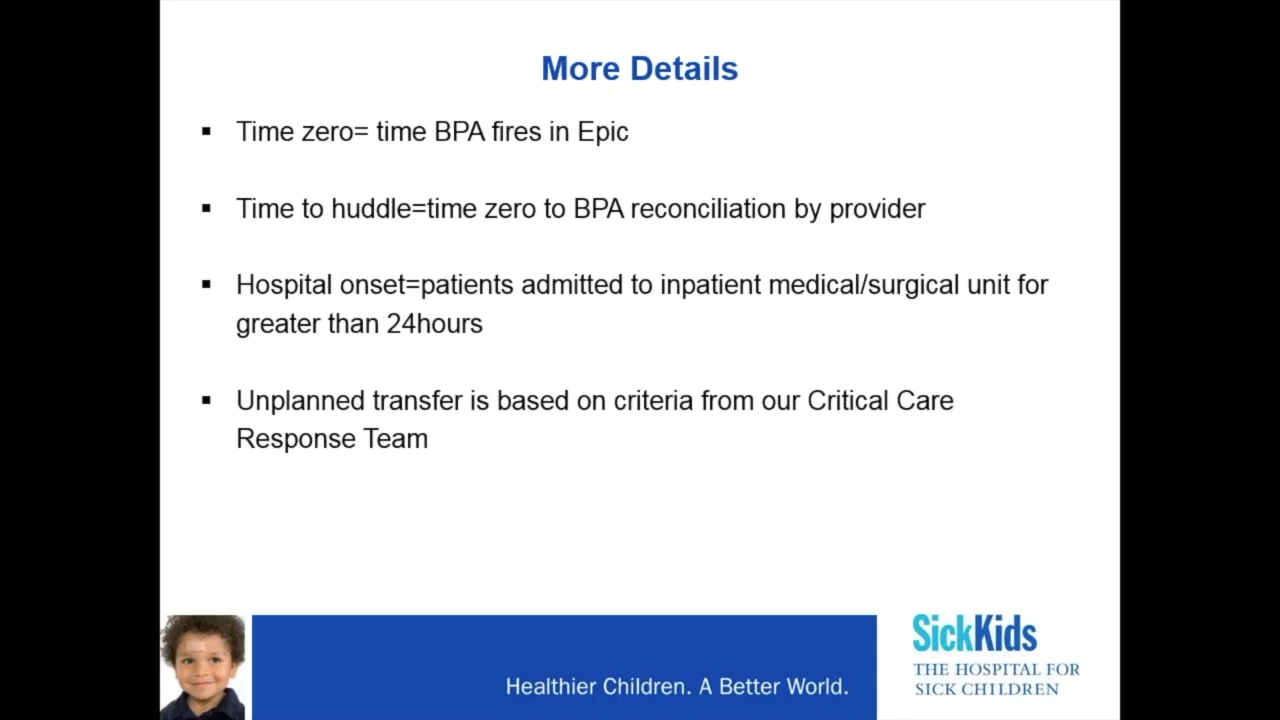 More Details
▪ Time zero= time BPA fires in Epic
▪ Time to huddle=time zero to BPA reconciliation by provider
▪ Hospital onset=patients admitted to inpatient medical/surgical unit for
greater than 24hours
▪ Unplanned transfer is based on criteria from our Critical Care
Response Team
Healthier Children. A Better World.
SickKids
THE HOSPITAL FOR
SICK CHILDREN